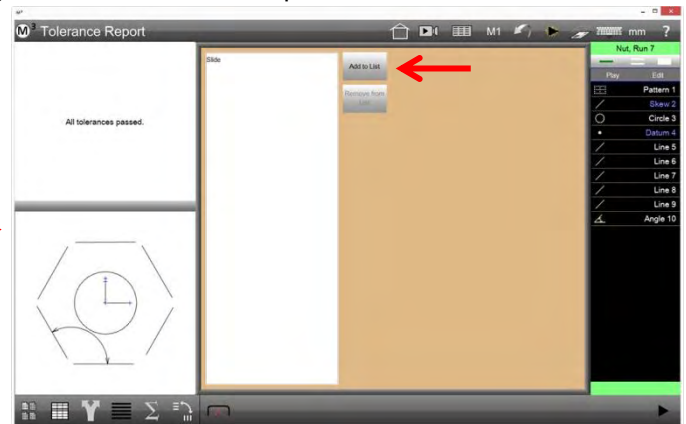 M³
M³ Tolerance Report
M1
mm
?
Nut, Run 7
Play Edit
Pattern 1
Skew 2
Circle 3
Datum 4
Line 5
Line 6
Line 7
Line 8
Line 9
Angle 10
All tolerances passed.
Slide
Add to List
Remove from
List